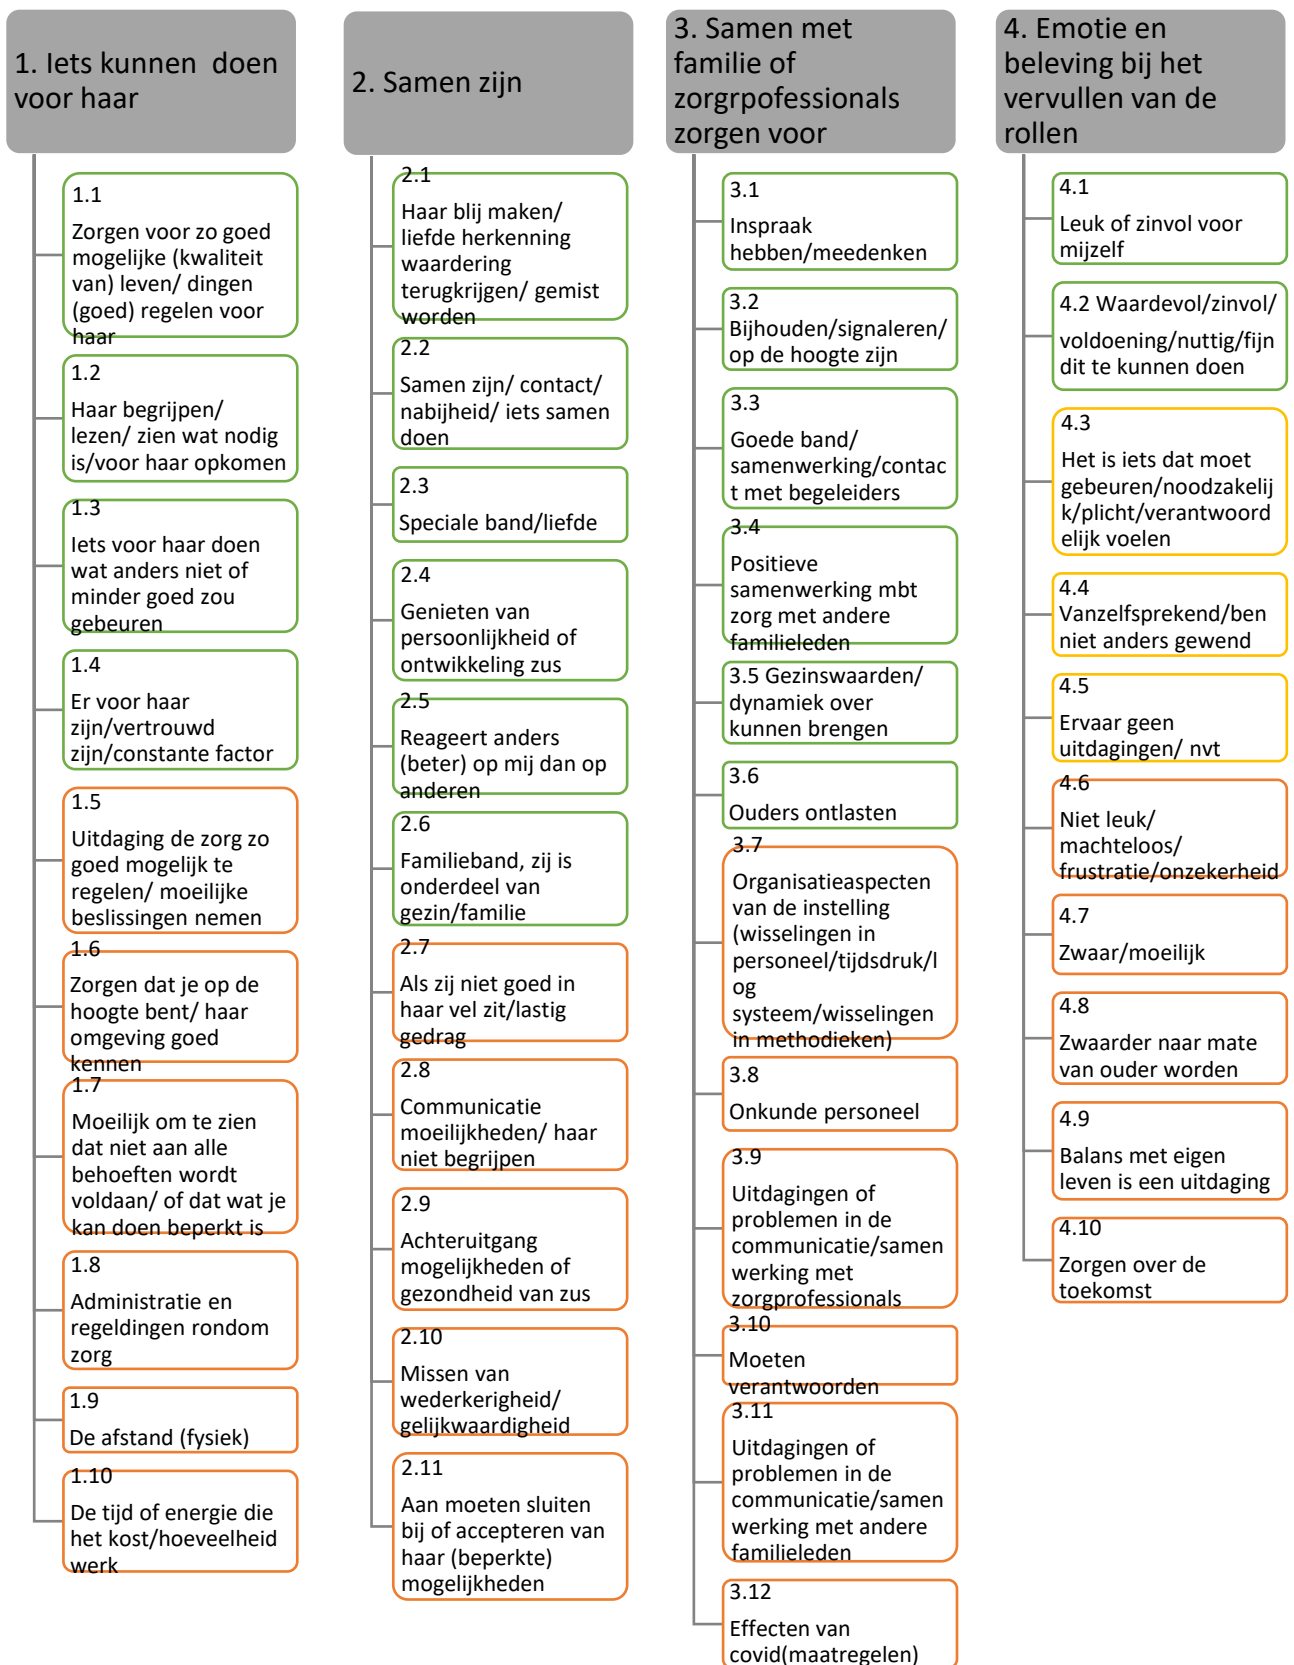 1. Iets kunnen doen
voor haar
1.1
Zorgen voor zo goed
mogelijke (kwaliteit
van) leven/ dingen
(goed) regelen voor
haar
1.2
Haar begrijpen/
lezen/ zien wat nodig
is/voor haar opkomen
1.3
Iets voor haar doen
wat anders niet of
minder goed zou
gebeuren
1.4
Er voor haar
zijn/vertrouwd
zijn/constante factor
1.5
Uitdaging de zorg zo
goed mogelijk te
regelen/ moeilijke
beslissingen nemen
1.6
Zorgen dat je op de
hoogte bent/ haar
omgeving goed
kennen
1.7
Moeilijk om te zien
dat niet aan alle
behoeften wordt
voldaan/ of dat wat je
kan doen beperkt is
1.8
Administratie en
regeldingen rondom
zorg
1.9
De afstand (fysiek)
1.10
De tijd of energie die
het kost/hoeveelheid
werk
2. Samen zijn
2.1
Haar blij maken/
liefde herkenning
waardering
terugkrijgen/ gemist
worden
2.2
Samen zijn/ contact/
nabijheid/ iets samen
doen
2.3
Speciale band/liefde
2.4
Genieten van
persoonlijkheid of
ontwikkeling zus
2.5
Reageert anders
(beter) op mij dan op
anderen
2.6
Familieband, zij is
onderdeel van
gezin/familie
2.7
Als zij niet goed in
haar vel zit/lastig
gedrag
2.8
Communicatie
moeilijkheden/ haar
niet begrijpen
2.9
Achteruitgang
mogelijkheden of
gezondheid van zus
2.10
Missen van
wederkerigheid/
gelijkwaardigheid
2.11
Aan moeten sluiten
bij of accepteren van
haar (beperkte)
mogelijkheden
3. Samen met
familie of
zorgrpofessionals
zorgen voor
3.1
Inspraak
hebben/meedenken
3.2
Bijhouden/signaleren/
op de hoogte zijn
3.3
Goede band/
samenwerking/contac
t met begeleiders
3.4
Positieve
samenwerking mbt
zorg met andere
familieleden
3.5 Gezinswaarden/
dynamiek over
kunnen brengen
3.6
Ouders ontlasten
3.7
Organisatieaspecten
van de instelling
(wisselingen in
personeel/tijdsdruk/l
og
systeem/wisselingen
in methodieken)
3.8
Onkunde personeel
3.9
Uitdagingen of
problemen in de
communicatie/samen
werking met
zorgprofessionals
3.10
Moeten
verantwoorden
3.11
Uitdagingen of
problemen in de
communicatie/samen
werking met andere
familieleden
3.12
Effecten van
covid(maatregelen)
4. Emotie en
beleving bij het
vervullen van de
rollen
4.1
Leuk of zinvol voor
mijzelf
4.2 Waardevol/zinvol/
voldoening/nuttig/fijn
dit te kunnen doen
4.3
Het is iets dat moet
gebeuren/noodzakelij
k/plicht/verantwoord
elijk voelen
4.4
Vanzelfsprekend/ben
niet anders gewend
4.5
Ervaar geen
uitdagingen/ nvt
4.6
Niet leuk/
machteloos/
frustratie/onzekerheid
4.7
Zwaar/moeilijk
4.8
Zwaarder naar mate
van ouder worden
4.9
Balans met eigen
leven is een uitdaging
4.10
Zorgen over de
toekomst